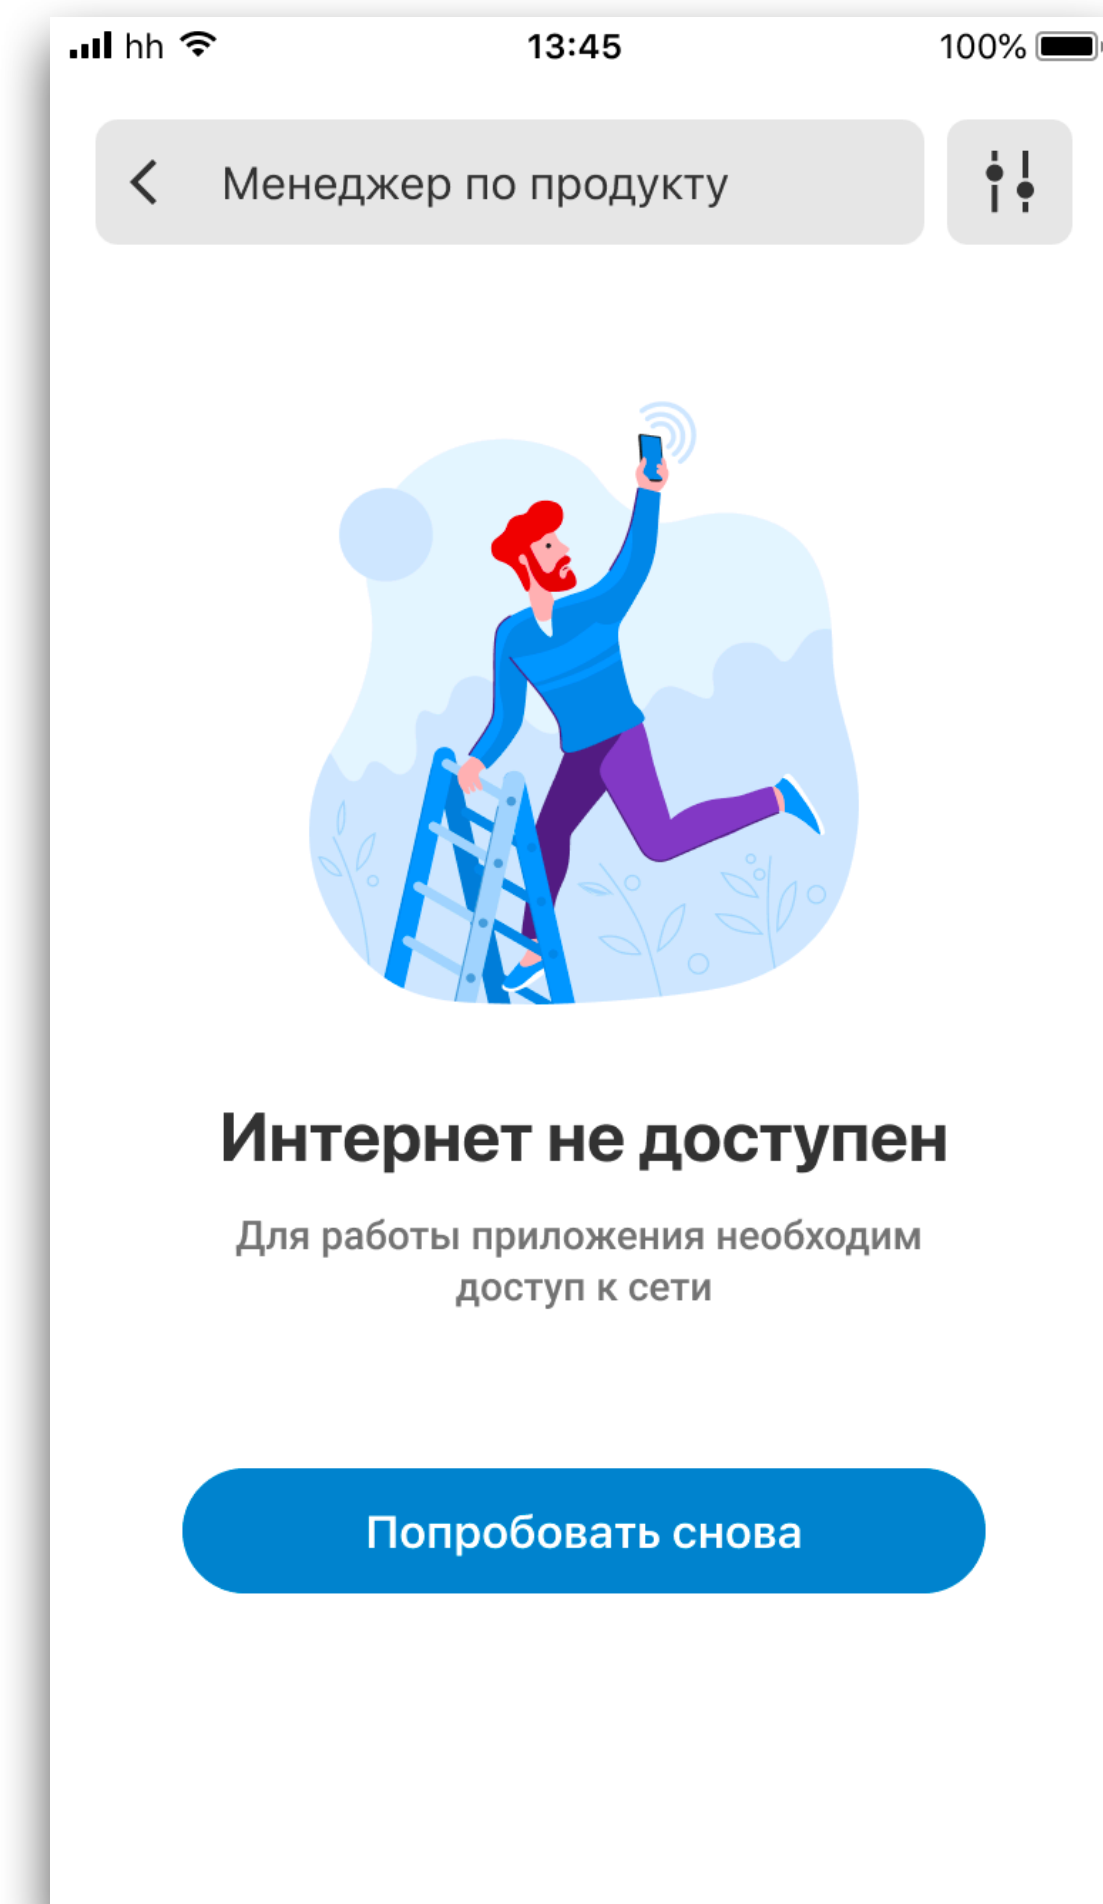 hh
13:45
100%
Менеджер по продукту
Интернет не доступен
Для работы приложения необходим
доступ к сети
Попробовать снова